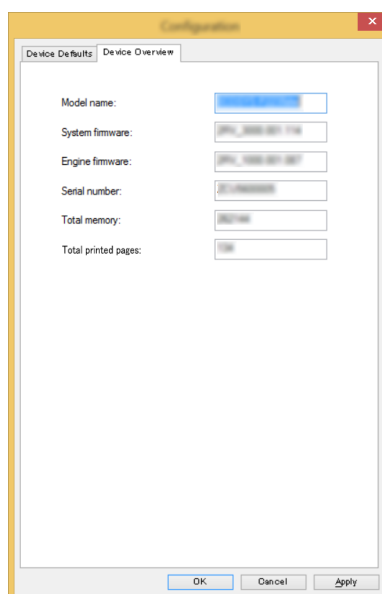 Configuration
Device Defaults Device Overview
Model name:
System firmware:
Engine firmware:
Serial number:
Total memory:
Total printed pages:
OK Cancel Apply